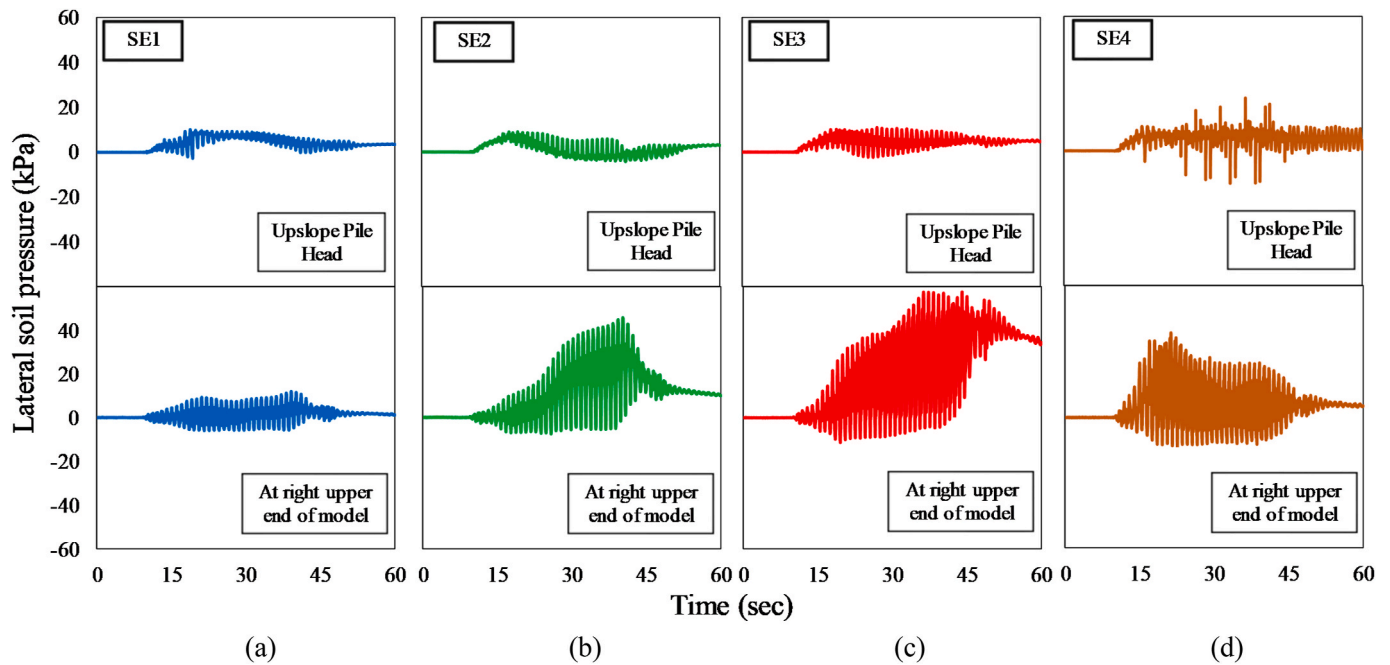 Lateral soil pressure (kPa)
60
40
20
0
-20
-40
40
20
0
-20
-40
-60
SE1
Upslope Pile
Head
At right upper
end of model
SE2
Upslope Pile
Head
At right upper
end of model
SE3
Upslope Pile
Head
At right upper
end of model
SE4
Upslope Pile
Head
At right upper
end of model
0 15 30 45 60
0 15 30 45 60
0 15 30 45 60
0 15 30 45 60
Time (sec)
(a) (b) (c) (d)